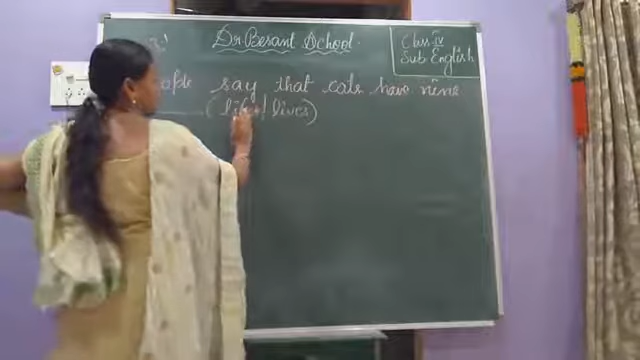 Dr. Besant School.
Class IV
Sub English
say that cats have nine
(life / lives)